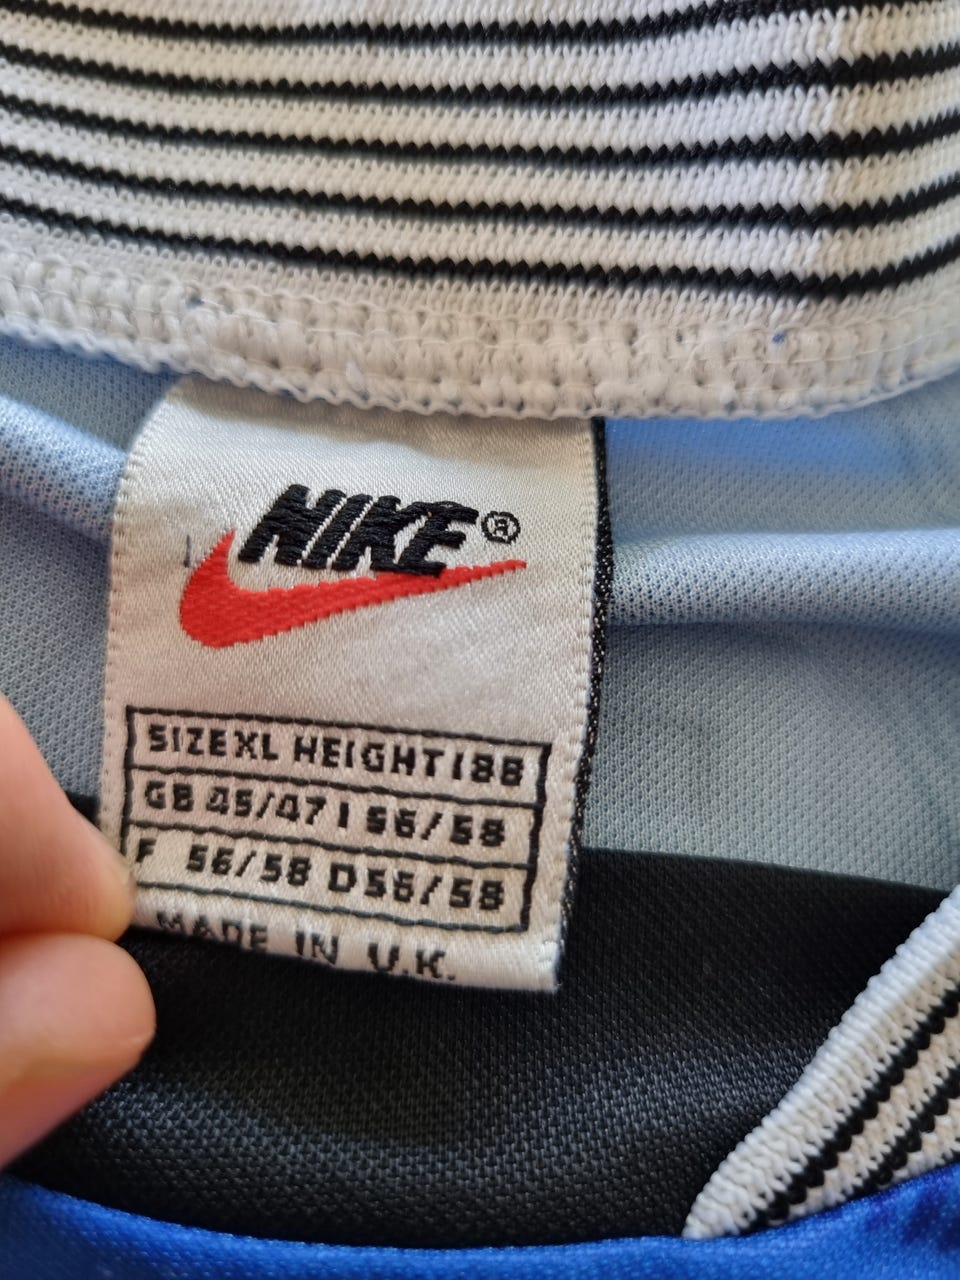 NIKE®
SIZE XL HEIGHT 188
GB 45/47 I 56/58
F 56/58 D 56/58
MADE IN U.K.